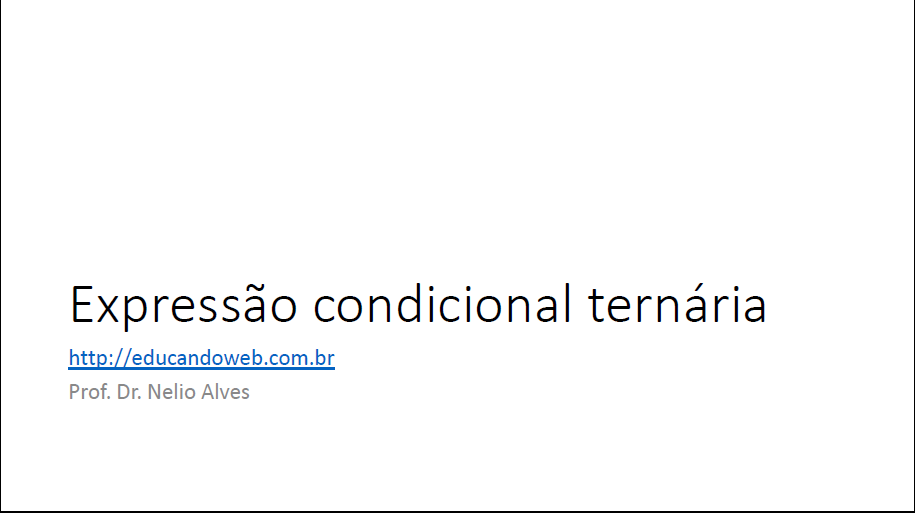 Expressão condicional ternária
http://educandoweb.com.br
Prof. Dr. Nelio Alves